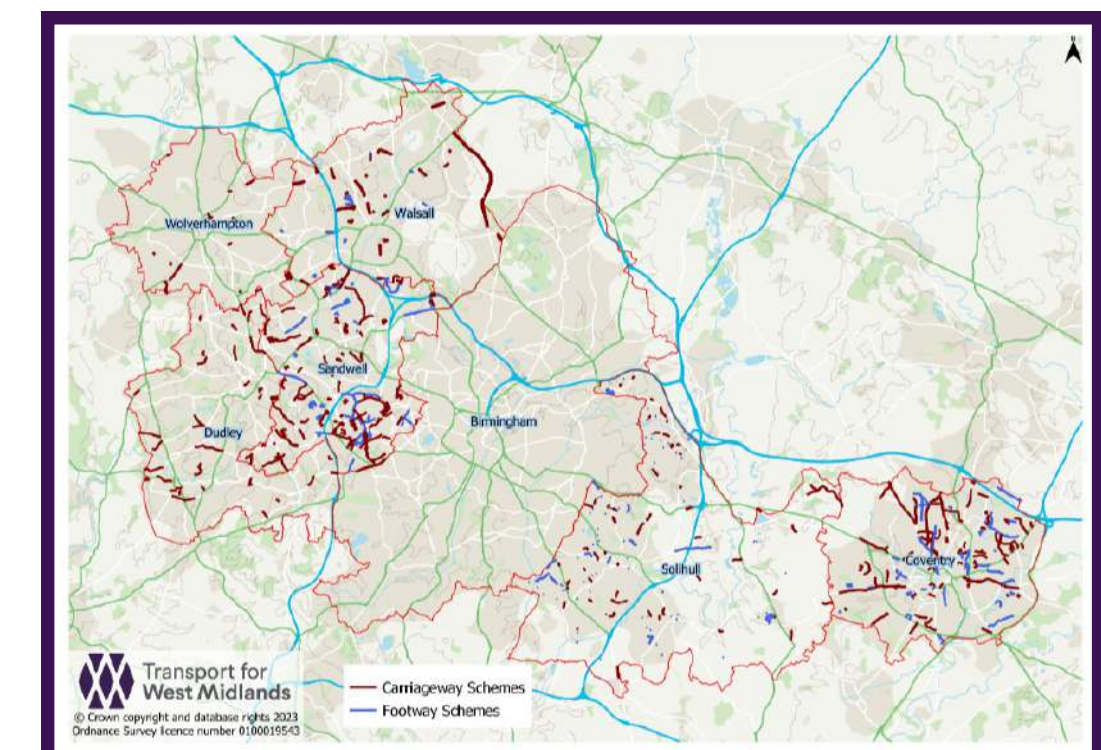 N
Wolverhampton
Walsall
Sandwell
Dudley
Birmingham
Solihull
Coventry
Transport for
West Midlands
© Crown copyright and database rights 2023
Ordnance Survey licence number 0100019543
Carriageway Schemes
Footway Schemes